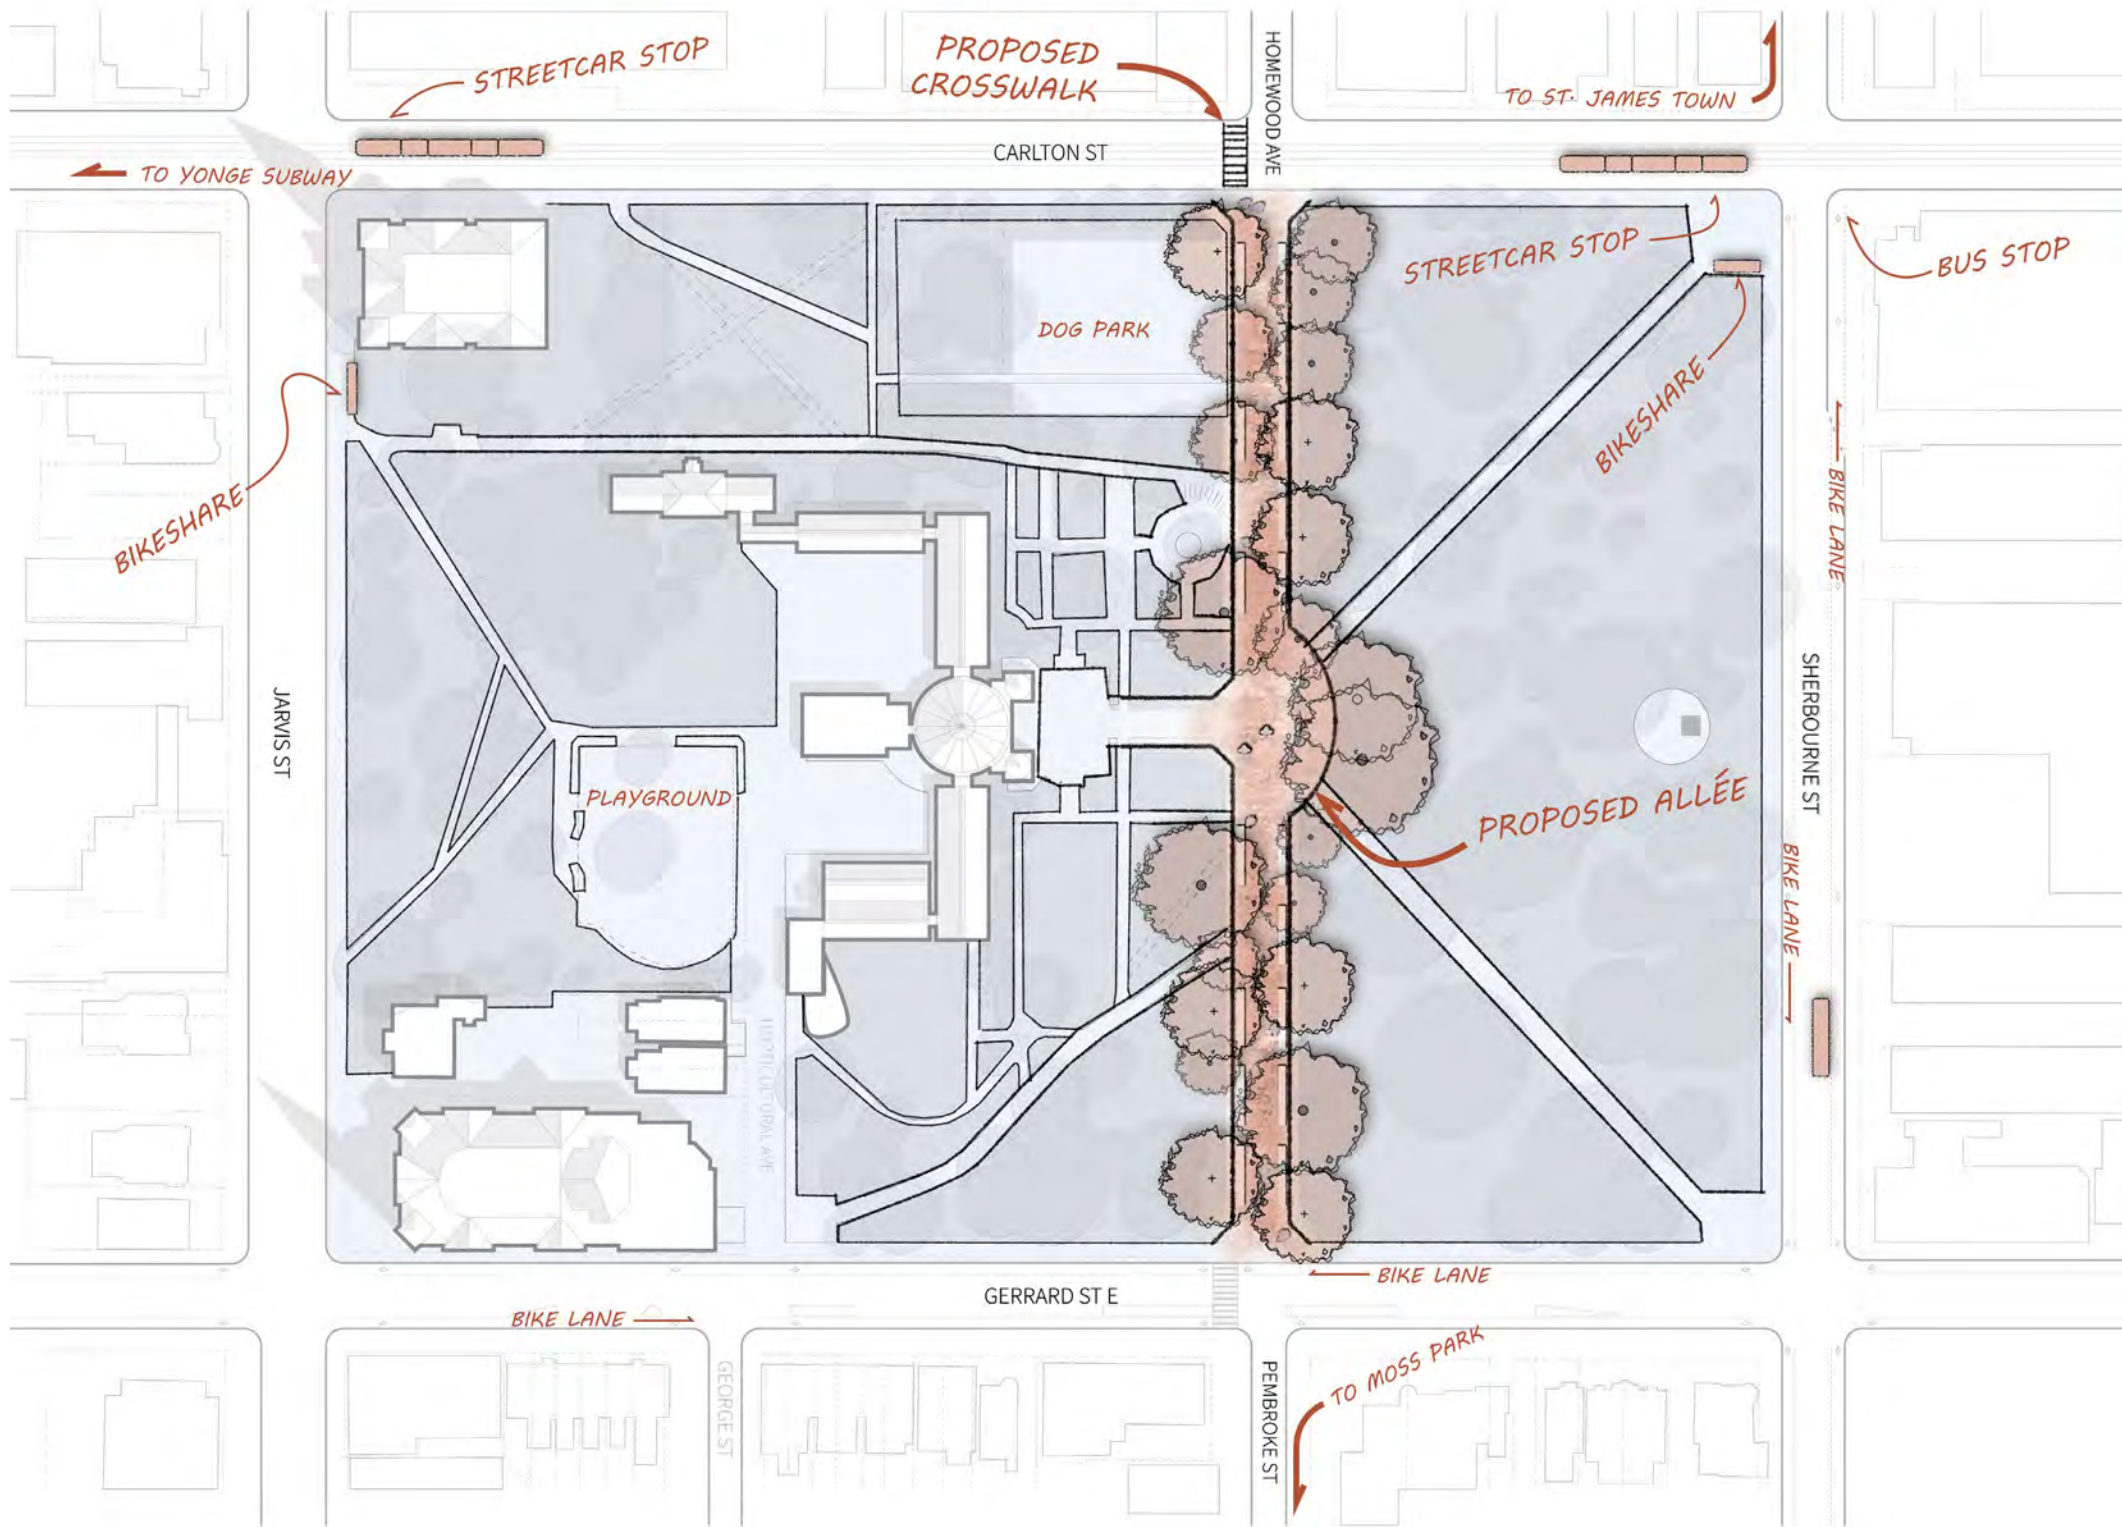 STREETCAR STOP
PROPOSED
CROSSWALK
HOMEWOOD AVE
TO ST. JAMES TOWN
CARLTON ST
TO YONGE SUBWAY
STREETCAR STOP
BUS STOP
DOG PARK
BIKESHARE
BIKESHARE
BIKE LANE
JARVIS ST
SHERBOURNE ST
PLAYGROUND
PROPOSED ALLÉE
BIKE LANE
HORTICULTURAL AVE
GERRARD ST E
BIKE LANE
BIKE LANE
GEORGE ST
PEMBROKE ST
TO MOSS PARK